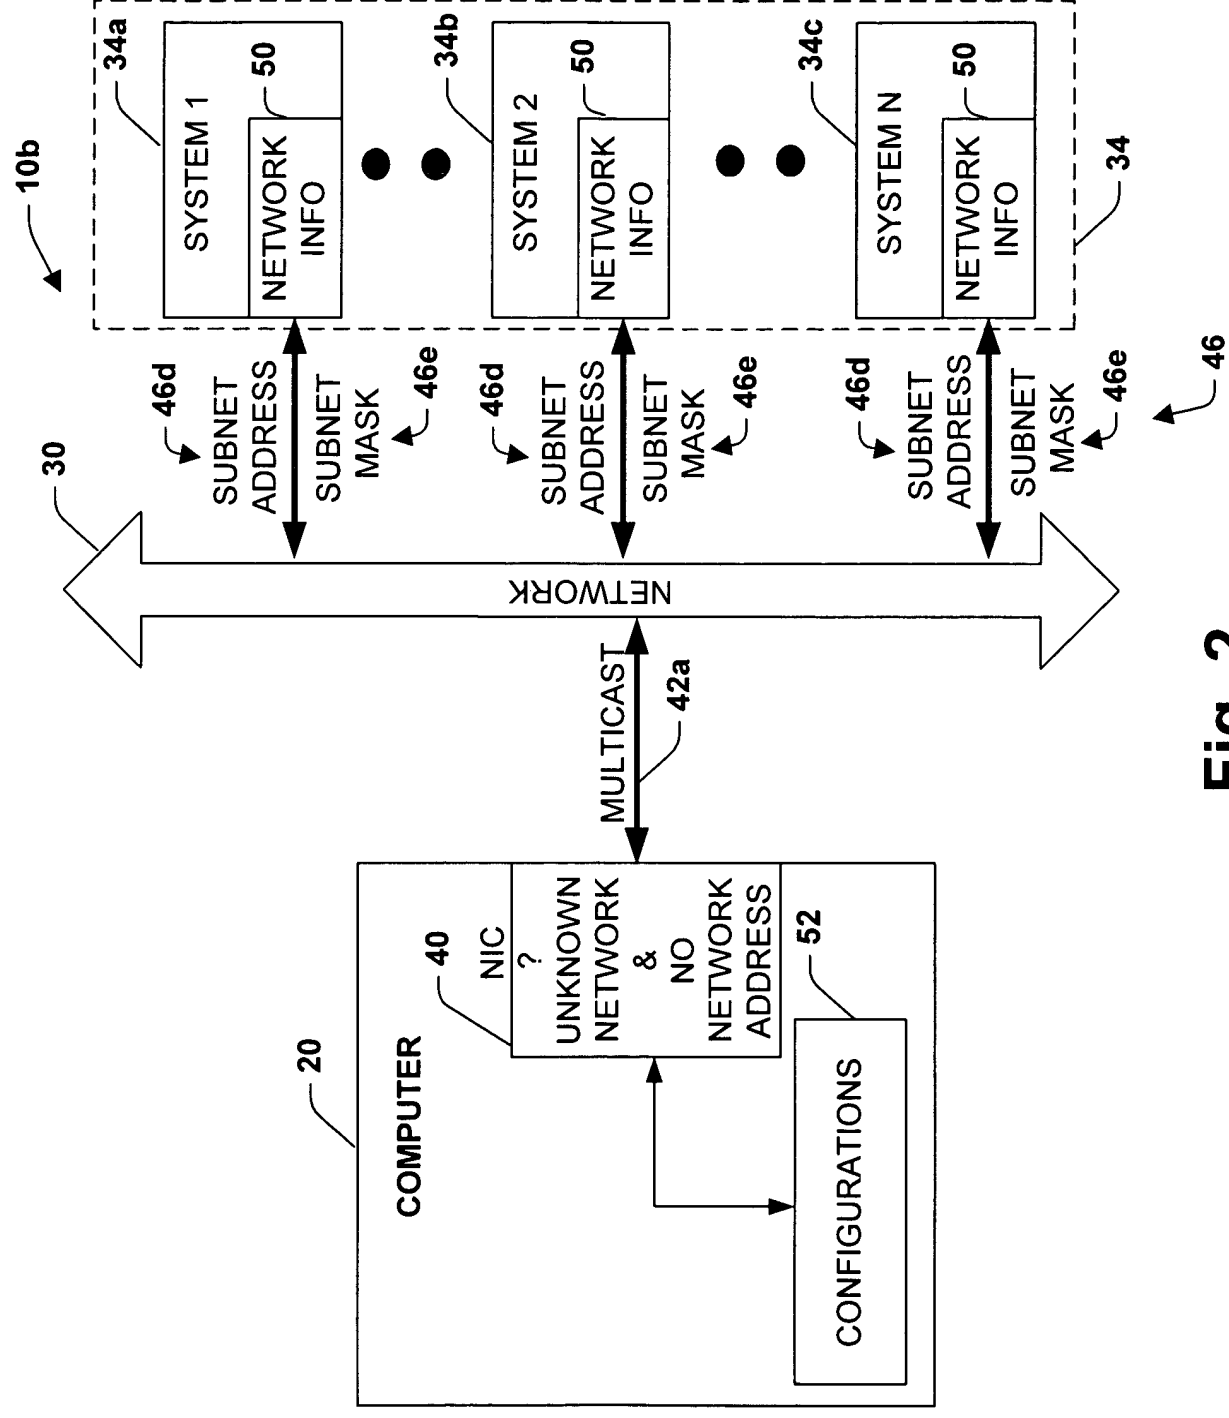 10b
34a
SYSTEM 1
50
NETWORK
INFO
34b
SYSTEM 2
50
NETWORK
INFO
34c
SYSTEM N
50
NETWORK
INFO
34
46d
SUBNET
ADDRESS
SUBNET
MASK
46e
46d
SUBNET
ADDRESS
SUBNET
MASK
46e
46d
SUBNET
ADDRESS
SUBNET
MASK
46e
46
30
NETWORK
MULTICAST
42a
20
COMPUTER
40
NIC
?
UNKNOWN
NETWORK
&
NO
NETWORK
ADDRESS
52
CONFIGURATIONS
Fig. 2